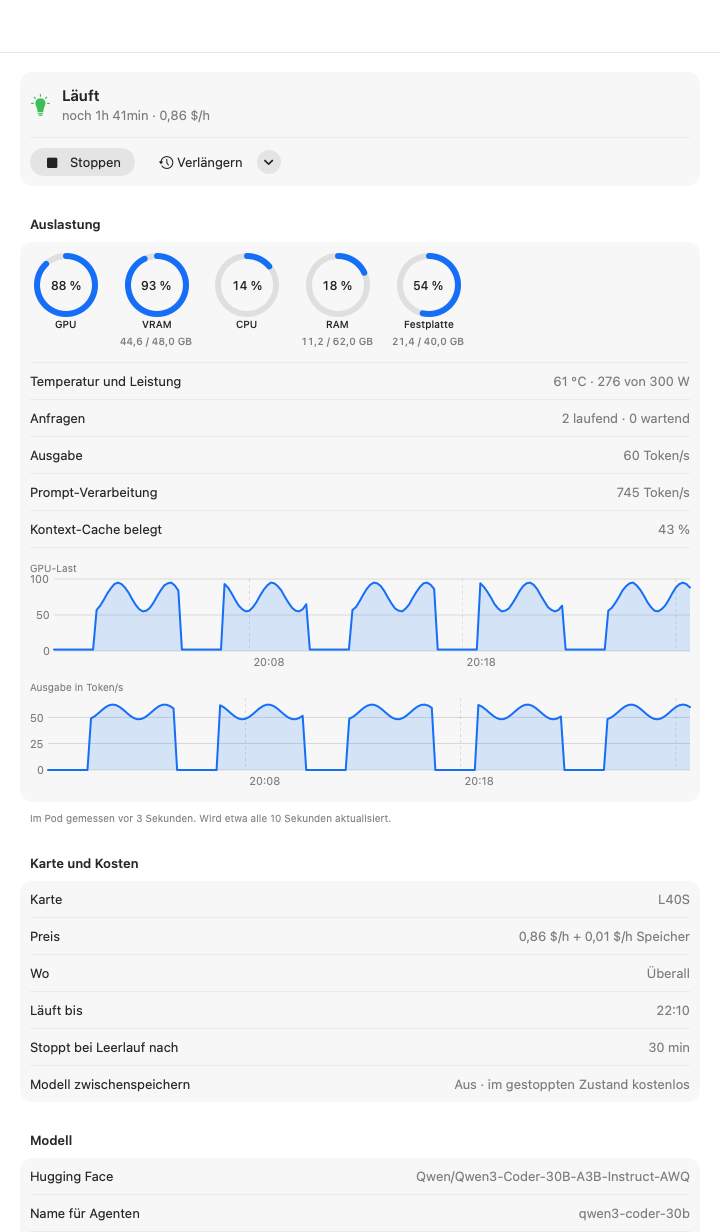 Läuft
noch 1h 41min · 0,86 $/h
Stoppen
Verlängern
Auslastung
88 %
93 %
14 %
18 %
54 %
GPU
VRAM
CPU
RAM
Festplatte
44,6 / 48,0 GB
11,2 / 62,0 GB
21,4 / 40,0 GB
Temperatur und Leistung
61 °C · 276 von 300 W
Anfragen
2 laufend · 0 wartend
Ausgabe
60 Token/s
Prompt-Verarbeitung
745 Token/s
Kontext-Cache belegt
43 %
GPU-Last
100
50
0
20:08
20:18
Ausgabe in Token/s
50
25
0
20:08
20:18
Im Pod gemessen vor 3 Sekunden. Wird etwa alle 10 Sekunden aktualisiert.
Karte und Kosten
Karte
L40S
Preis
0,86 $/h + 0,01 $/h Speicher
Wo
Überall
Läuft bis
22:10
Stoppt bei Leerlauf nach
30 min
Modell zwischenspeichern
Aus · im gestoppten Zustand kostenlos
Modell
Hugging Face
Qwen/Qwen3-Coder-30B-A3B-Instruct-AWQ
Name für Agenten
qwen3-coder-30b